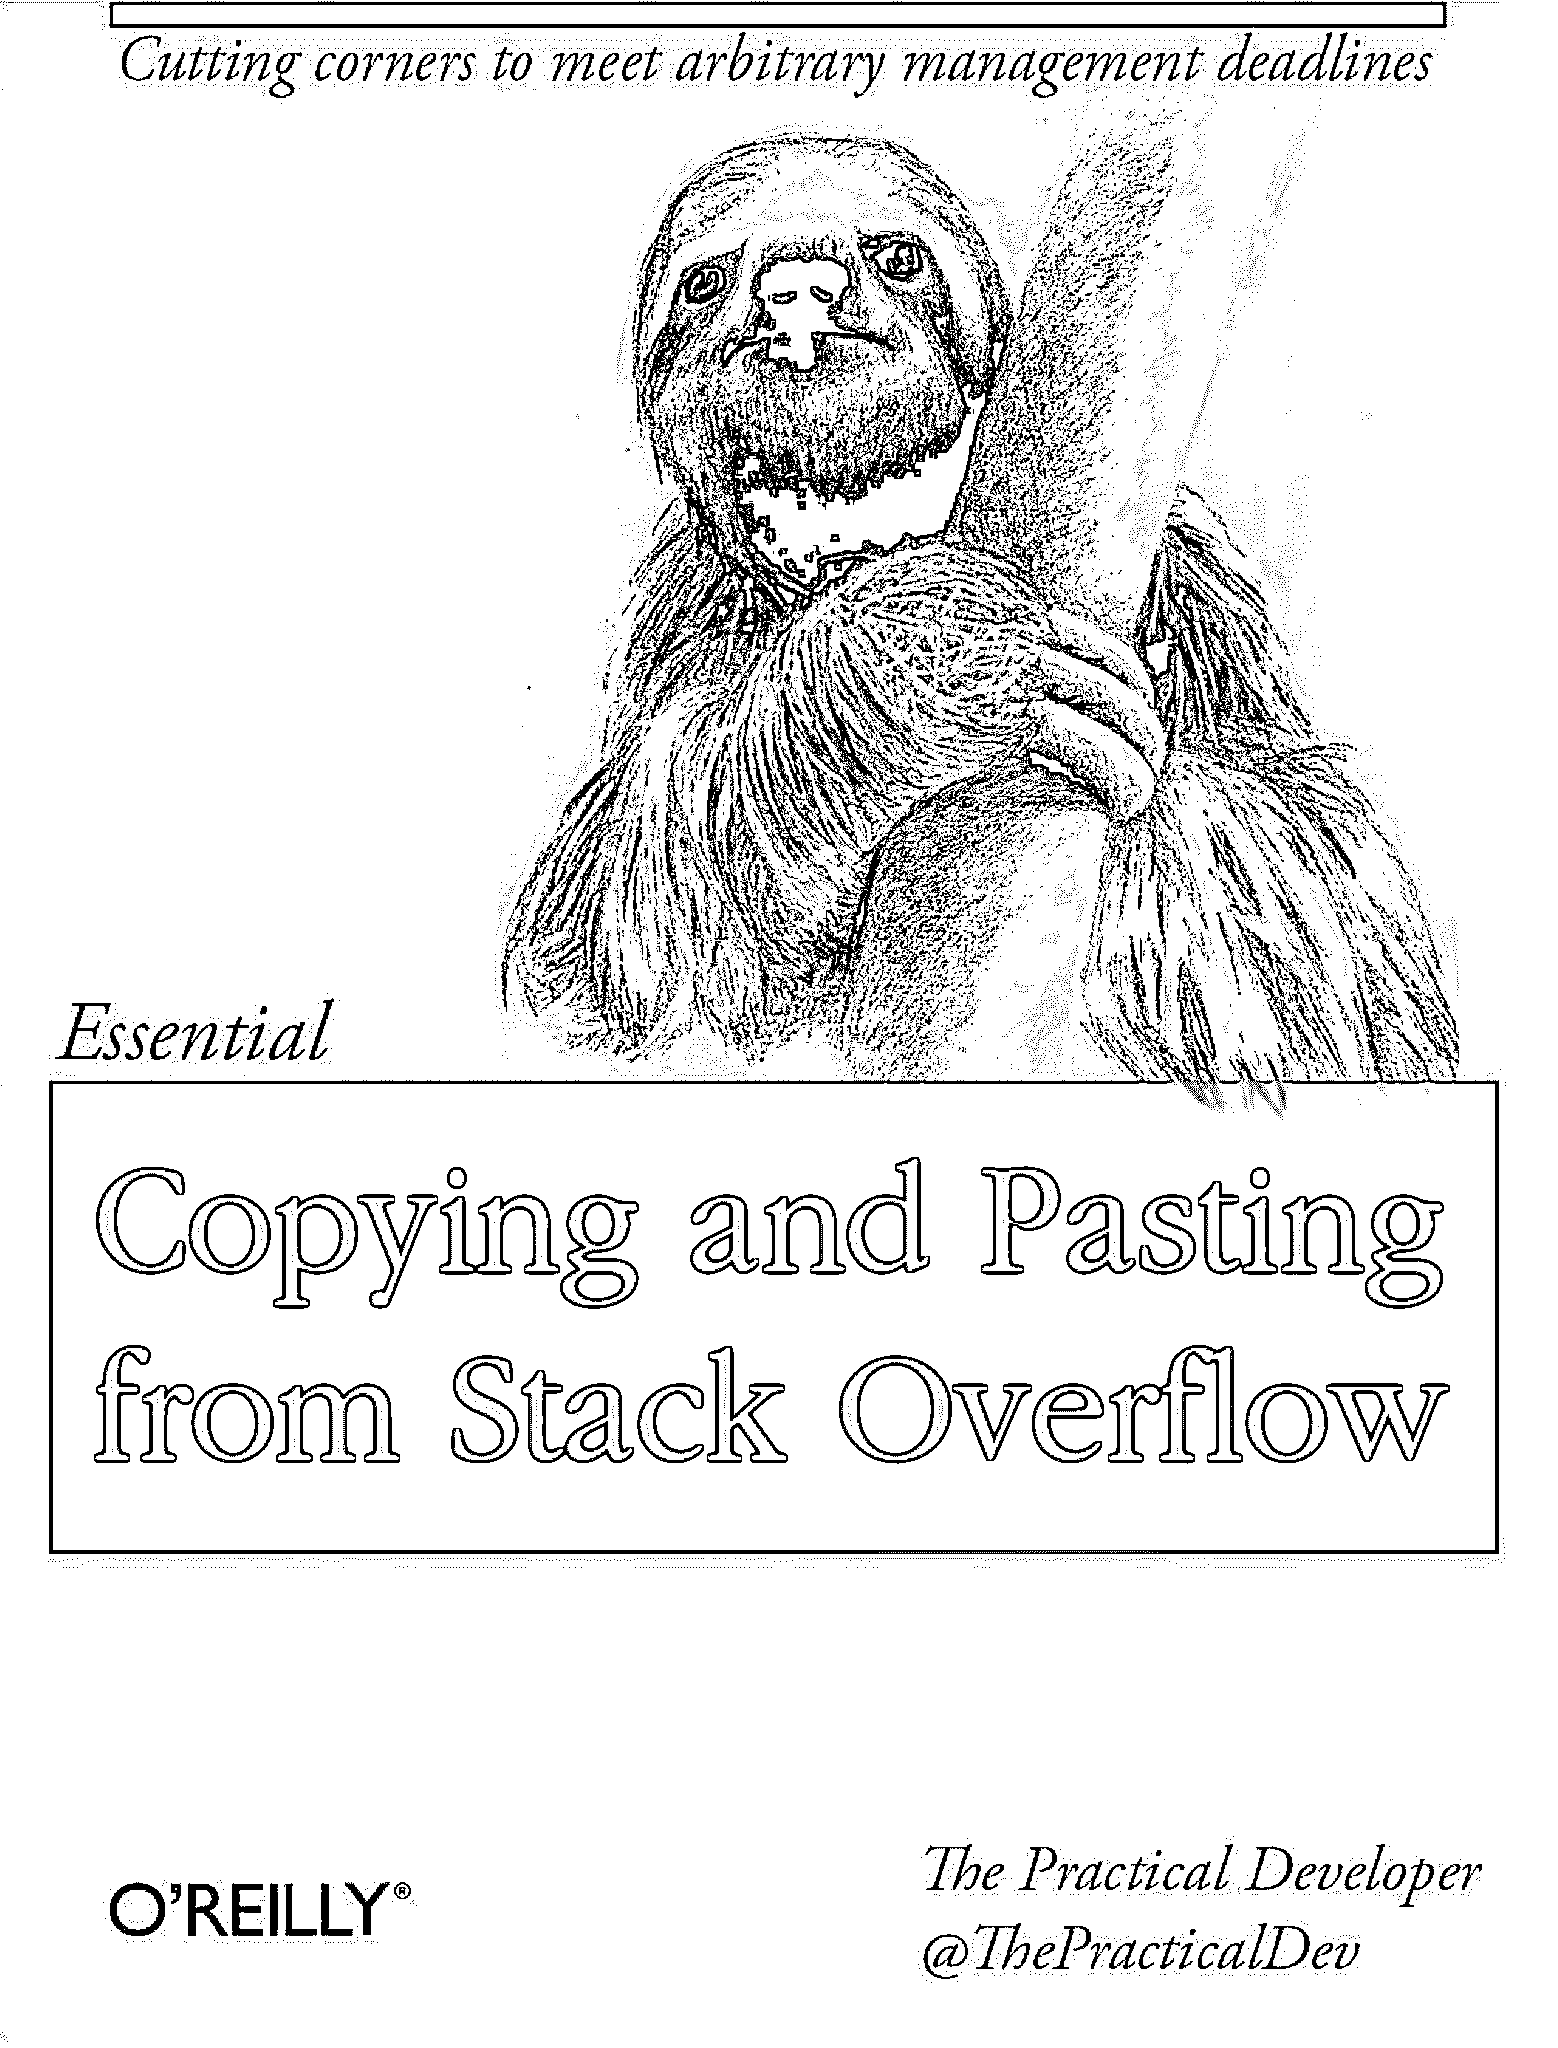 Cutting corners to meet arbitrary management deadlines
Essential
Copying and Pasting
from Stack Overflow
O'REILLY®
The Practical Developer
@ThePracticalDev